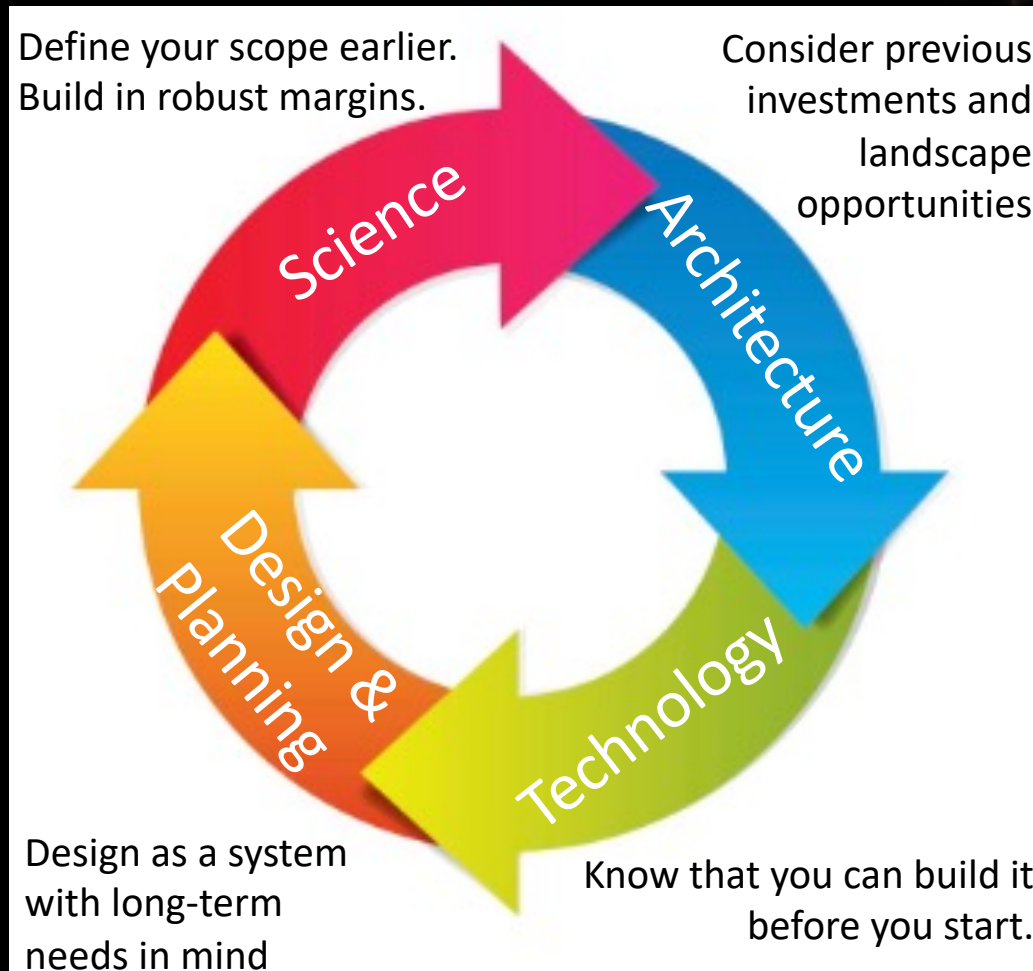 Define your scope earlier.
Build in robust margins.
Consider previous
investments and
landscape
opportunities
Science
Architecture
Design &
Planning
Technology
Design as a system
with long-term
needs in mind
Know that you can build it
before you start.